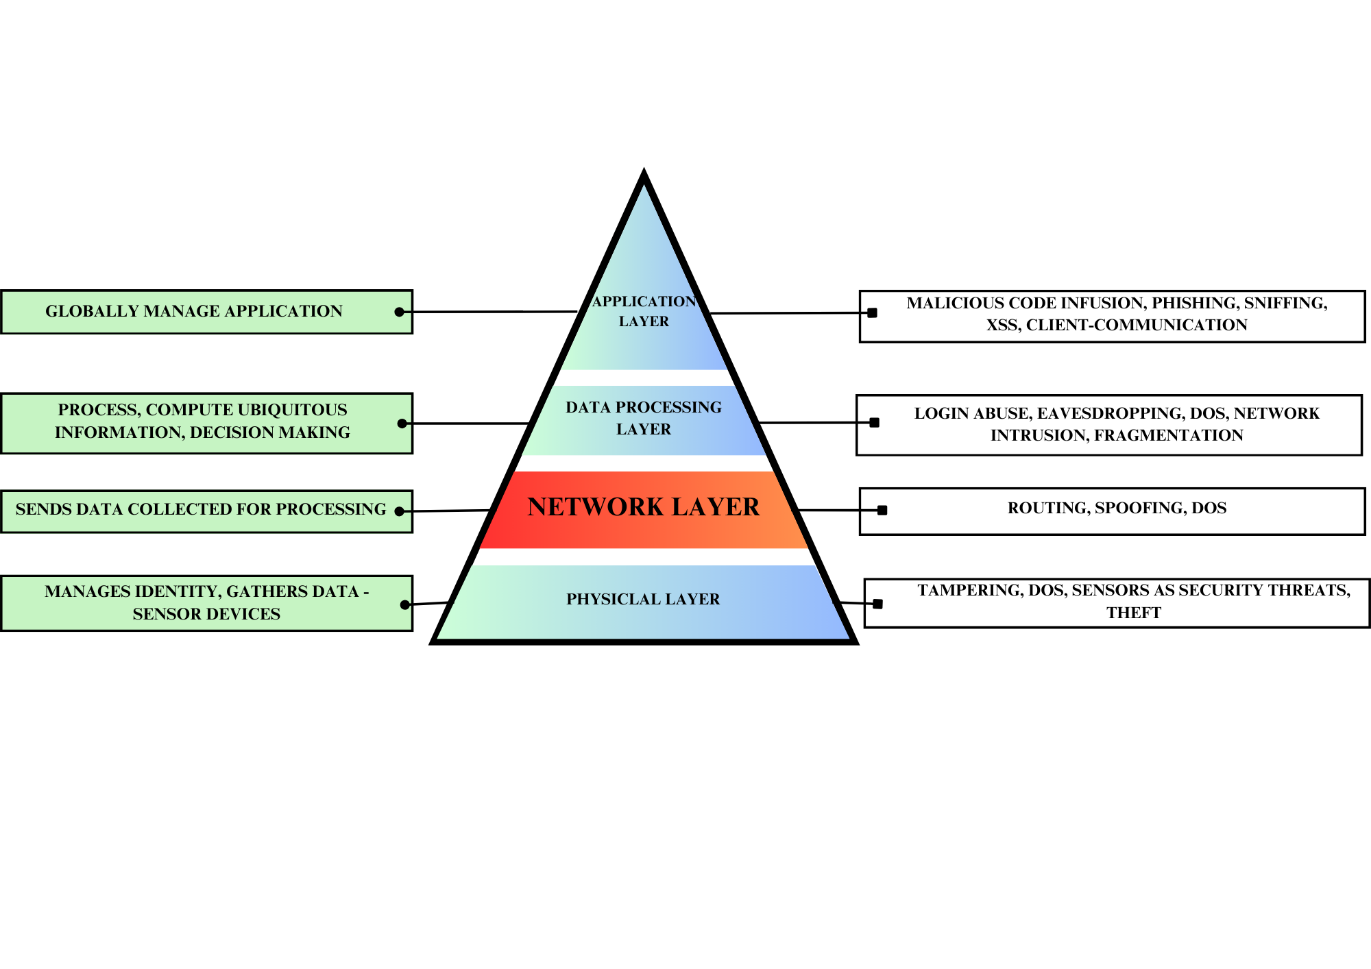 GLOBALLY MANAGE APPLICATION
APPLICATION
LAYER
MALICIOUS CODE INFUSION, PHISHING, SNIFFING,
XSS, CLIENT-COMMUNICATION
PROCESS, COMPUTE UBIQUITOUS
INFORMATION, DECISION MAKING
DATA PROCESSING
LAYER
LOGIN ABUSE, EAVESDROPPING, DOS, NETWORK
INTRUSION, FRAGMENTATION
SENDS DATA COLLECTED FOR PROCESSING
NETWORK LAYER
ROUTING, SPOOFING, DOS
MANAGES IDENTITY, GATHERS DATA -
SENSOR DEVICES
PHYSICLAL LAYER
TAMPERING, DOS, SENSORS AS SECURITY THREATS,
THEFT